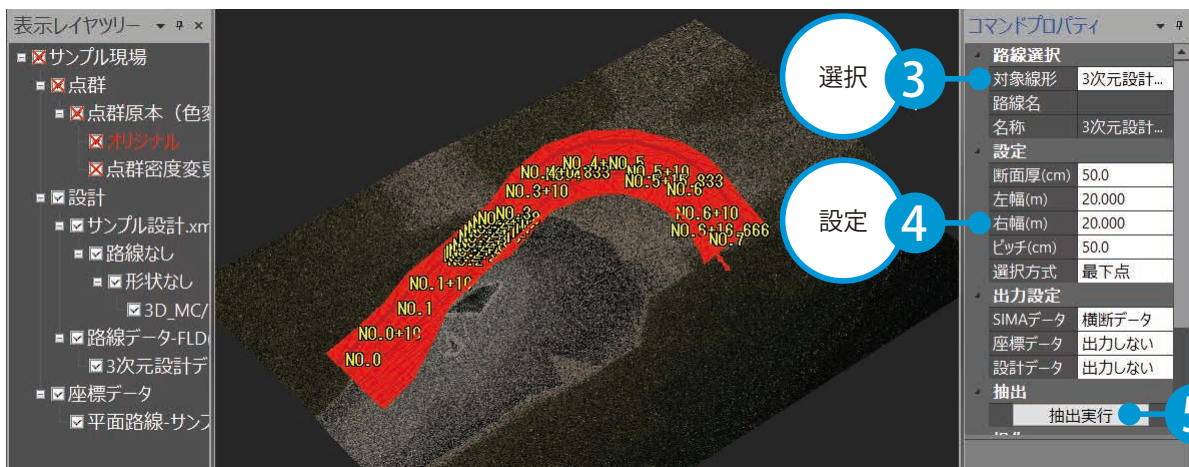 表示レイヤツリー
サンプル現場
点群
点群原本（色変
オリジナル
点群密度変更
設計
サンプル設計.xm
路線なし
形状なし
3D_MC/
路線データ-FLD(
3次元設計デ
座標データ
平面路線-サンプ
NO.5
NO.5+10
NO.5+15.833
NO.6
NO.3+10
NO.3
NO.6+10
NO.6+16.666
NO.7
NO.1+10
NO.1
NO.0+10
NO.0
選択 3
設定 4
コマンドプロパティ
路線選択
対象線形 3次元設計...
路線名
名称 3次元設計...
設定
断面厚(cm) 50.0
左幅(m) 20.000
右幅(m) 20.000
ピッチ(cm) 50.0
選択方式 最下点
出力設定
SIMAデータ 横断データ
座標データ 出力しない
設計データ 出力しない
抽出
抽出実行 5